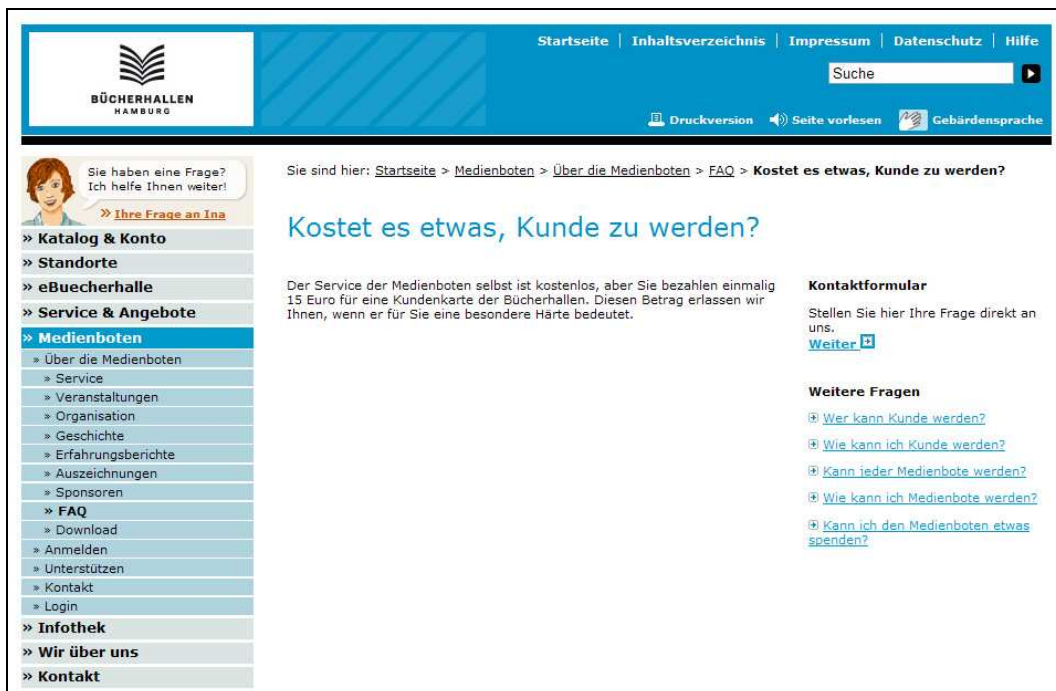 BÜCHERHALLEN
HAMBURG
Startseite | Inhaltsverzeichnis | Impressum | Datenschutz | Hilfe
Suche
Druckversion Seite vorlesen Gebärdensprache
Sie haben eine Frage?
Ich helfe Ihnen weiter!
» Ihre Frage an Ina
» Katalog & Konto
» Standorte
» eBuecherhalle
» Service & Angebote
» Medienboten
» Über die Medienboten
» Service
» Veranstaltungen
» Organisation
» Geschichte
» Erfahrungsberichte
» Auszeichnungen
» Sponsoren
» FAQ
» Download
» Anmelden
» Unterstützen
» Kontakt
» Login
» Infothek
» Wir über uns
» Kontakt
Sie sind hier: Startseite > Medienboten > Über die Medienboten > FAQ > Kostet es etwas, Kunde zu werden?
Kostet es etwas, Kunde zu werden?
Der Service der Medienboten selbst ist kostenlos, aber Sie bezahlen einmalig
15 Euro für eine Kundenkarte der Bücherhallen. Diesen Betrag erlassen wir
Ihnen, wenn er für Sie eine besondere Härte bedeutet.
Kontaktformular
Stellen Sie hier Ihre Frage direkt an
uns.
Weiter
Weitere Fragen
Wer kann Kunde werden?
Wie kann ich Kunde werden?
Kann jeder Medienbote werden?
Wie kann ich Medienbote werden?
Kann ich den Medienboten etwas
spenden?